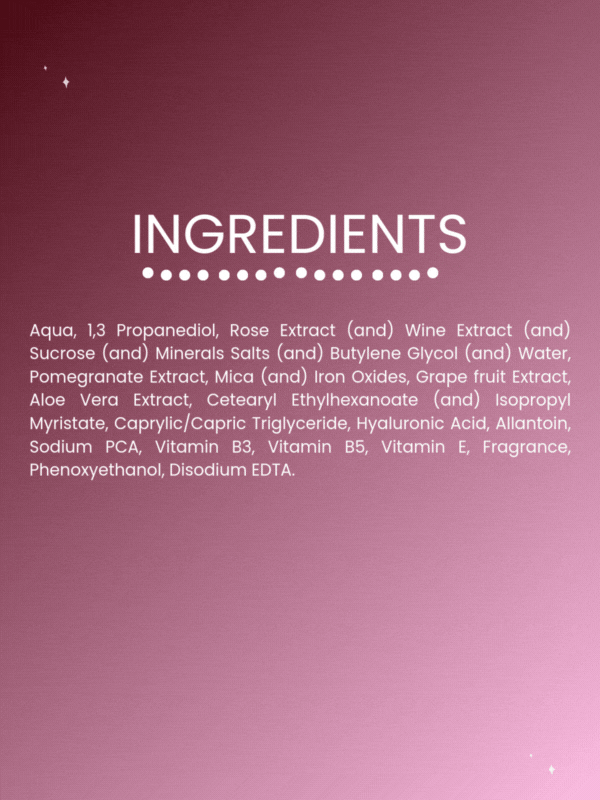 INGREDIENTS
Aqua, 1,3 Propanediol, Rose Extract (and) Wine Extract (and)
Sucrose (and) Minerals Salts (and) Butylene Glycol (and) Water,
Pomegranate Extract, Mica (and) Iron Oxides, Grape fruit Extract,
Aloe Vera Extract, Cetearyl Ethylhexanoate (and) Isopropyl
Myristate, Caprylic/Capric Triglyceride, Hyaluronic Acid, Allantoin,
Sodium PCA, Vitamin B3, Vitamin B5, Vitamin E, Fragrance,
Phenoxyethanol, Disodium EDTA.